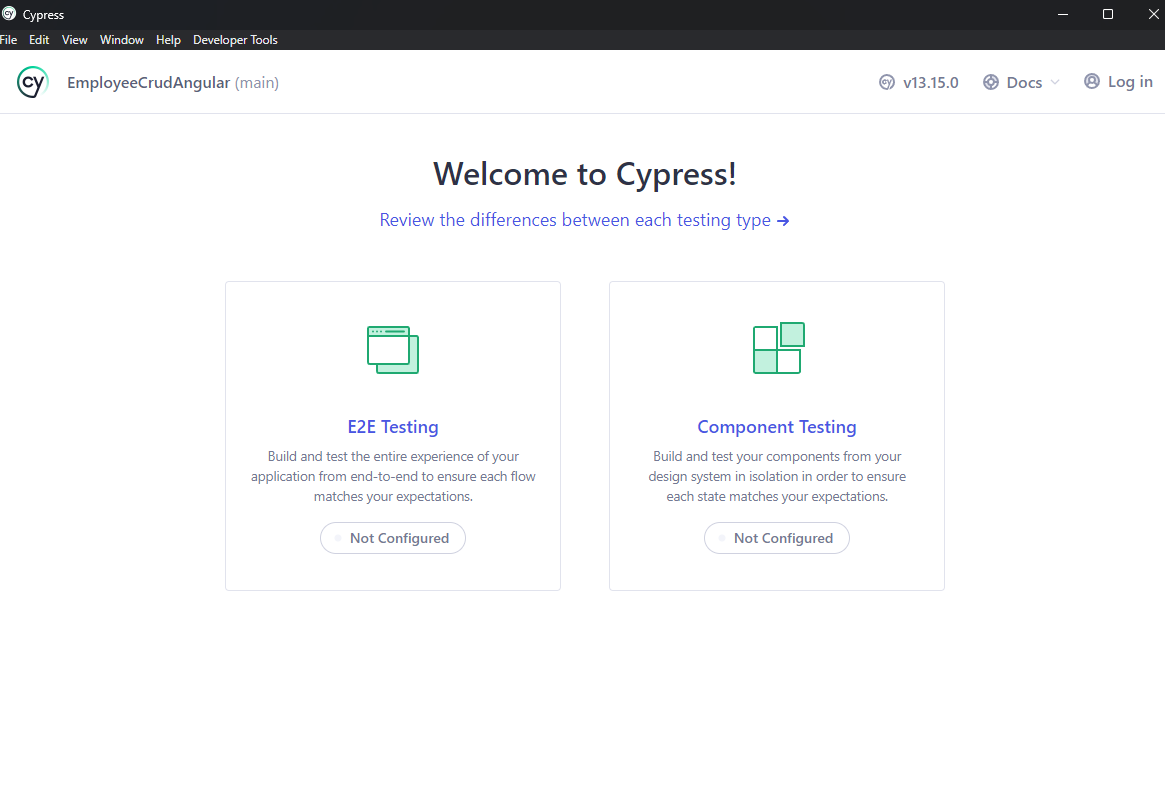 cy Cypress
File Edit View Window Help Developer Tools
cy EmployeeCrudAngular (main) cy v13.15.0 Docs Log in
Welcome to Cypress!
Review the differences between each testing type →
E2E Testing
Build and test the entire experience of your
application from end-to-end to ensure each flow
matches your expectations.
Not Configured
Component Testing
Build and test your components from your
design system in isolation in order to ensure
each state matches your expectations.
Not Configured